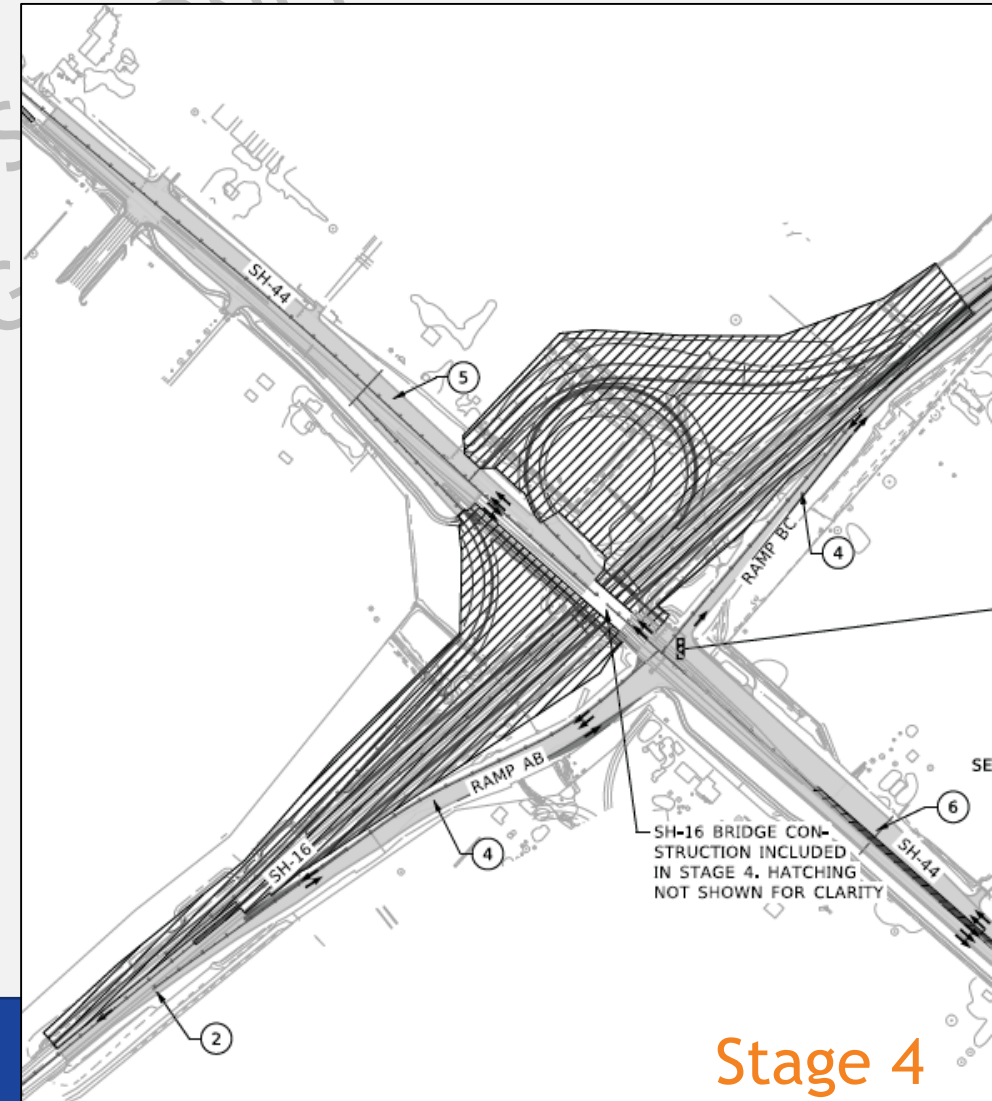 SH-44
5
4
RAMP BC
SE
RAMP AB
6
4
SH-16
SH-16 BRIDGE CON-
STRUCTION INCLUDED
IN STAGE 4. HATCHING
NOT SHOWN FOR CLARITY
SH-44
2
Stage 4